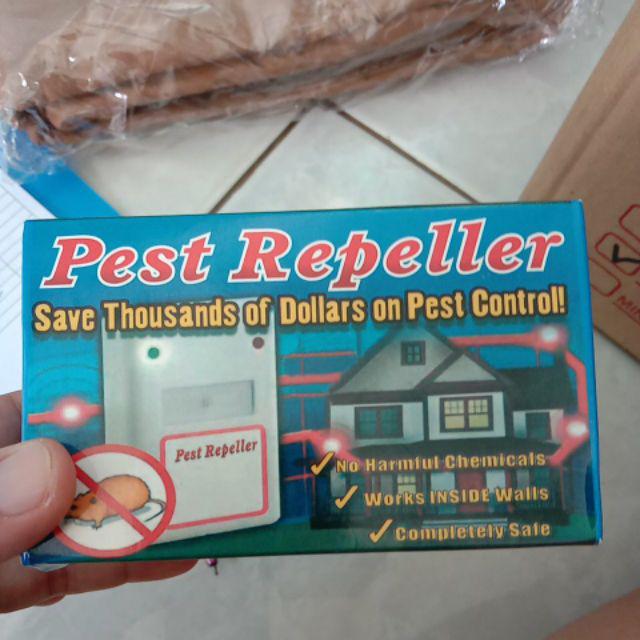 Pest Repeller
Save Thousands of Dollars on Pest Control!
Pest Repeller
No Harmful Chemicals
Works INSIDE Walls
Completely Safe